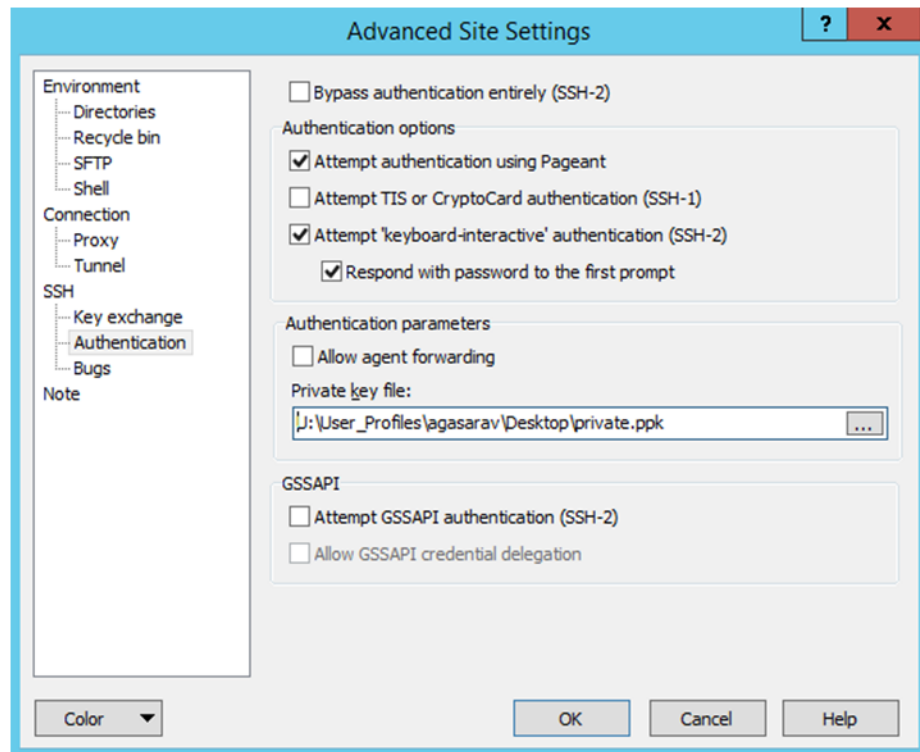 Advanced Site Settings
?
x
Environment
Directories
Recycle bin
SFTP
Shell
Connection
Proxy
Tunnel
SSH
Key exchange
Authentication
Bugs
Note
Bypass authentication entirely (SSH-2)
Authentication options
Attempt authentication using Pageant
Attempt TIS or CryptoCard authentication (SSH-1)
Attempt 'keyboard-interactive' authentication (SSH-2)
Respond with password to the first prompt
Authentication parameters
Allow agent forwarding
Private key file:
J:\User_Profiles\agasarav\Desktop\private.ppk
...
GSSAPI
Attempt GSSAPI authentication (SSH-2)
Allow GSSAPI credential delegation
Color
OK
Cancel
Help